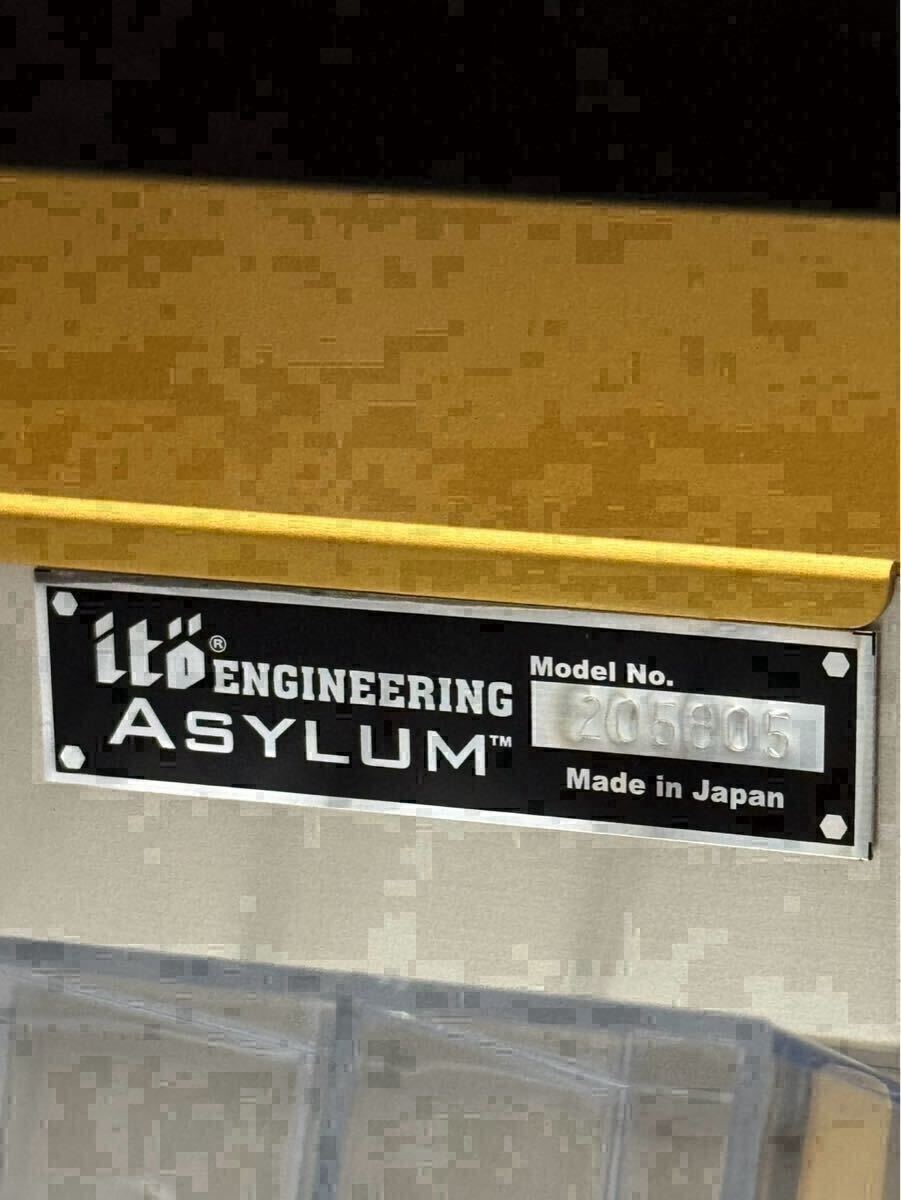 itö® ENGINEERING
ASYLUM™
Model No.
205805
Made in Japan